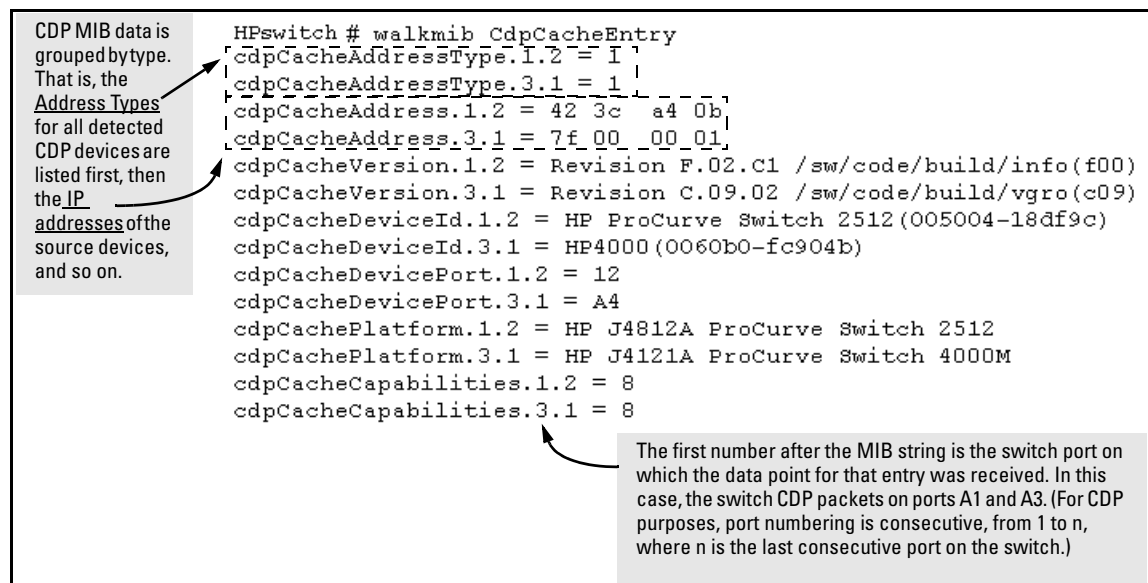 CDP MIB data is
grouped by type.
That is, the
Address Types
for all detected
CDP devices are
listed first, then
the IP
addresses of the
source devices,
and so on.
HPswitch # walkmib CdpCacheEntry
cdpCacheAddressType.1.2 = 1
cdpCacheAddressType.3.1 = 1
cdpCacheAddress.1.2 = 42 3c a4 0b
cdpCacheAddress.3.1 = 7f 00 00 01
cdpCacheVersion.1.2 = Revision F.02.C1 /sw/code/build/info(f00)
cdpCacheVersion.3.1 = Revision C.09.02 /sw/code/build/vgro(c09)
cdpCacheDeviceId.1.2 = HP ProCurve Switch 2512(005004-18df9c)
cdpCacheDeviceId.3.1 = HP4000(0060b0-fc904b)
cdpCacheDevicePort.1.2 = 12
cdpCacheDevicePort.3.1 = A4
cdpCachePlatform.1.2 = HP J4812A ProCurve Switch 2512
cdpCachePlatform.3.1 = HP J4121A ProCurve Switch 4000M
cdpCacheCapabilities.1.2 = 8
cdpCacheCapabilities.3.1 = 8
The first number after the MIB string is the switch port on
which the data point for that entry was received. In this
case, the switch CDP packets on ports A1 and A3. (For CDP
purposes, port numbering is consecutive, from 1 to n,
where n is the last consecutive port on the switch.)